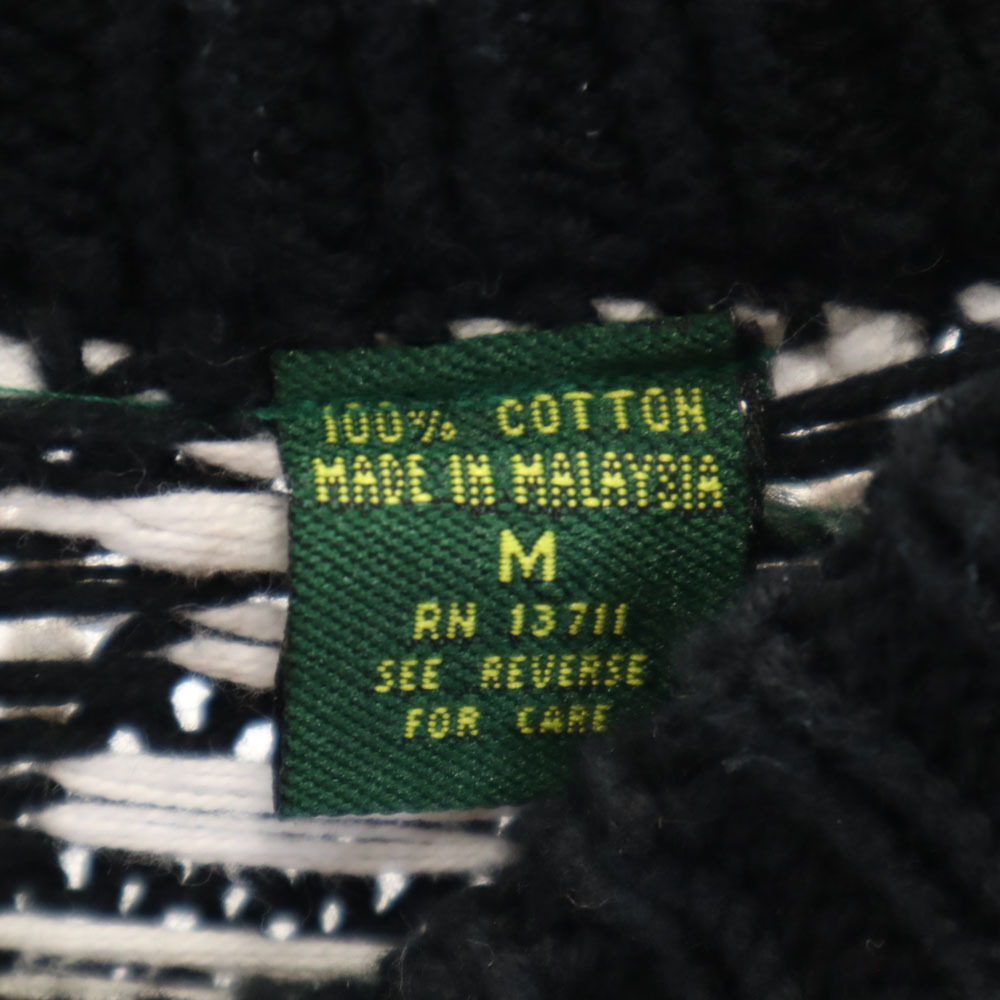 100% COTTON
MADE IN MALAYSIA
M
RN 13711
SEE REVERSE
FOR CARE